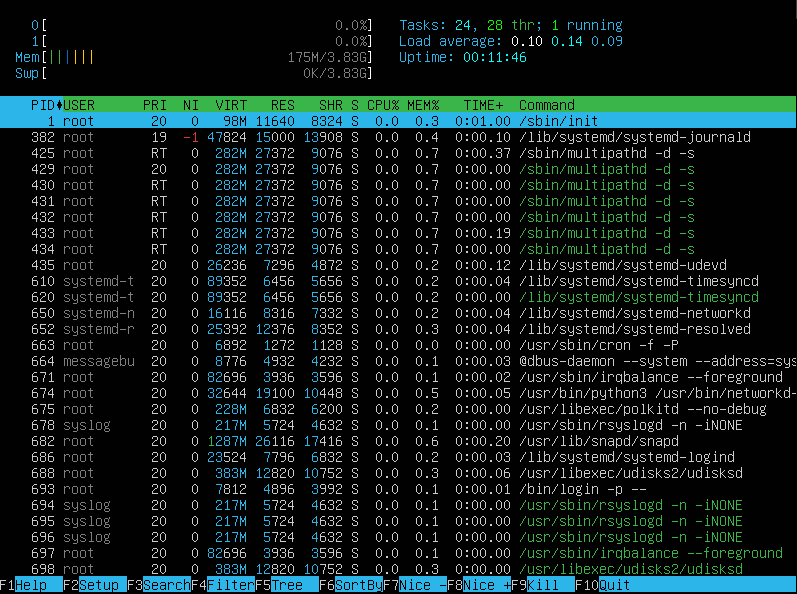 0[ 0.0%] Tasks: 24, 28 thr; 1 running
1[ 0.0%] Load average: 0.10 0.14 0.09
Mem[|||||| 175M/3.83G] Uptime: 00:11:46
Swp[ 0K/3.83G]
PID♦USER PRI NI VIRT RES SHR S CPU% MEM% TIME+ Command
1 root 20 0 98M 11640 8324 S 0.0 0.3 0:01.00 /sbin/init
382 root 19 -1 47824 15000 13908 S 0.0 0.4 0:00.10 /lib/systemd/systemd-journald
425 root RT 0 282M 27372 9076 S 0.0 0.7 0:00.37 /sbin/multipathd -d -s
429 root 20 0 282M 27372 9076 S 0.0 0.7 0:00.00 /sbin/multipathd -d -s
430 root RT 0 282M 27372 9076 S 0.0 0.7 0:00.00 /sbin/multipathd -d -s
431 root RT 0 282M 27372 9076 S 0.0 0.7 0:00.00 /sbin/multipathd -d -s
432 root RT 0 282M 27372 9076 S 0.0 0.7 0:00.00 /sbin/multipathd -d -s
433 root RT 0 282M 27372 9076 S 0.0 0.7 0:00.19 /sbin/multipathd -d -s
434 root RT 0 282M 27372 9076 S 0.0 0.7 0:00.00 /sbin/multipathd -d -s
435 root 20 0 26236 7296 4872 S 0.0 0.2 0:00.12 /lib/systemd/systemd-udevd
610 systemd-t 20 0 89352 6456 5656 S 0.0 0.2 0:00.04 /lib/systemd/systemd-timesyncd
620 systemd-t 20 0 89352 6456 5656 S 0.0 0.2 0:00.00 /lib/systemd/systemd-timesyncd
650 systemd-n 20 0 16116 8316 7332 S 0.0 0.2 0:00.04 /lib/systemd/systemd-networkd
652 systemd-r 20 0 25392 12376 8352 S 0.0 0.3 0:00.04 /lib/systemd/systemd-resolved
663 root 20 0 6892 1272 1128 S 0.0 0.0 0:00.00 /usr/sbin/cron -f -P
664 messagebu 20 0 8776 4932 4232 S 0.0 0.1 0:00.03 @dbus-daemon --system --address=sys
671 root 20 0 82696 3936 3596 S 0.0 0.1 0:00.02 /usr/sbin/irqbalance --foreground
674 root 20 0 32644 19100 10448 S 0.0 0.5 0:00.05 /usr/bin/python3 /usr/bin/networkd-
675 root 20 0 228M 6832 6200 S 0.0 0.2 0:00.00 /usr/libexec/polkitd --no-debug
678 syslog 20 0 217M 5724 4632 S 0.0 0.1 0:00.00 /usr/sbin/rsyslogd -n -iNONE
682 root 20 0 1287M 26116 17416 S 0.0 0.6 0:00.20 /usr/lib/snapd/snapd
686 root 20 0 23524 7796 6832 S 0.0 0.2 0:00.03 /lib/systemd/systemd-logind
688 root 20 0 383M 12820 10752 S 0.0 0.3 0:00.06 /usr/libexec/udisks2/udisksd
693 root 20 0 7812 4896 3992 S 0.0 0.1 0:00.01 /bin/login -p --
694 syslog 20 0 217M 5724 4632 S 0.0 0.1 0:00.00 /usr/sbin/rsyslogd -n -iNONE
695 syslog 20 0 217M 5724 4632 S 0.0 0.1 0:00.00 /usr/sbin/rsyslogd -n -iNONE
696 syslog 20 0 217M 5724 4632 S 0.0 0.1 0:00.00 /usr/sbin/rsyslogd -n -iNONE
697 root 20 0 82696 3936 3596 S 0.0 0.1 0:00.00 /usr/sbin/irqbalance --foreground
698 root 20 0 383M 12820 10752 S 0.0 0.3 0:00.00 /usr/libexec/udisks2/udisksd
F1Help F2Setup F3SearchF4FilterF5Tree F6SortByF7Nice -F8Nice +F9Kill F10Quit